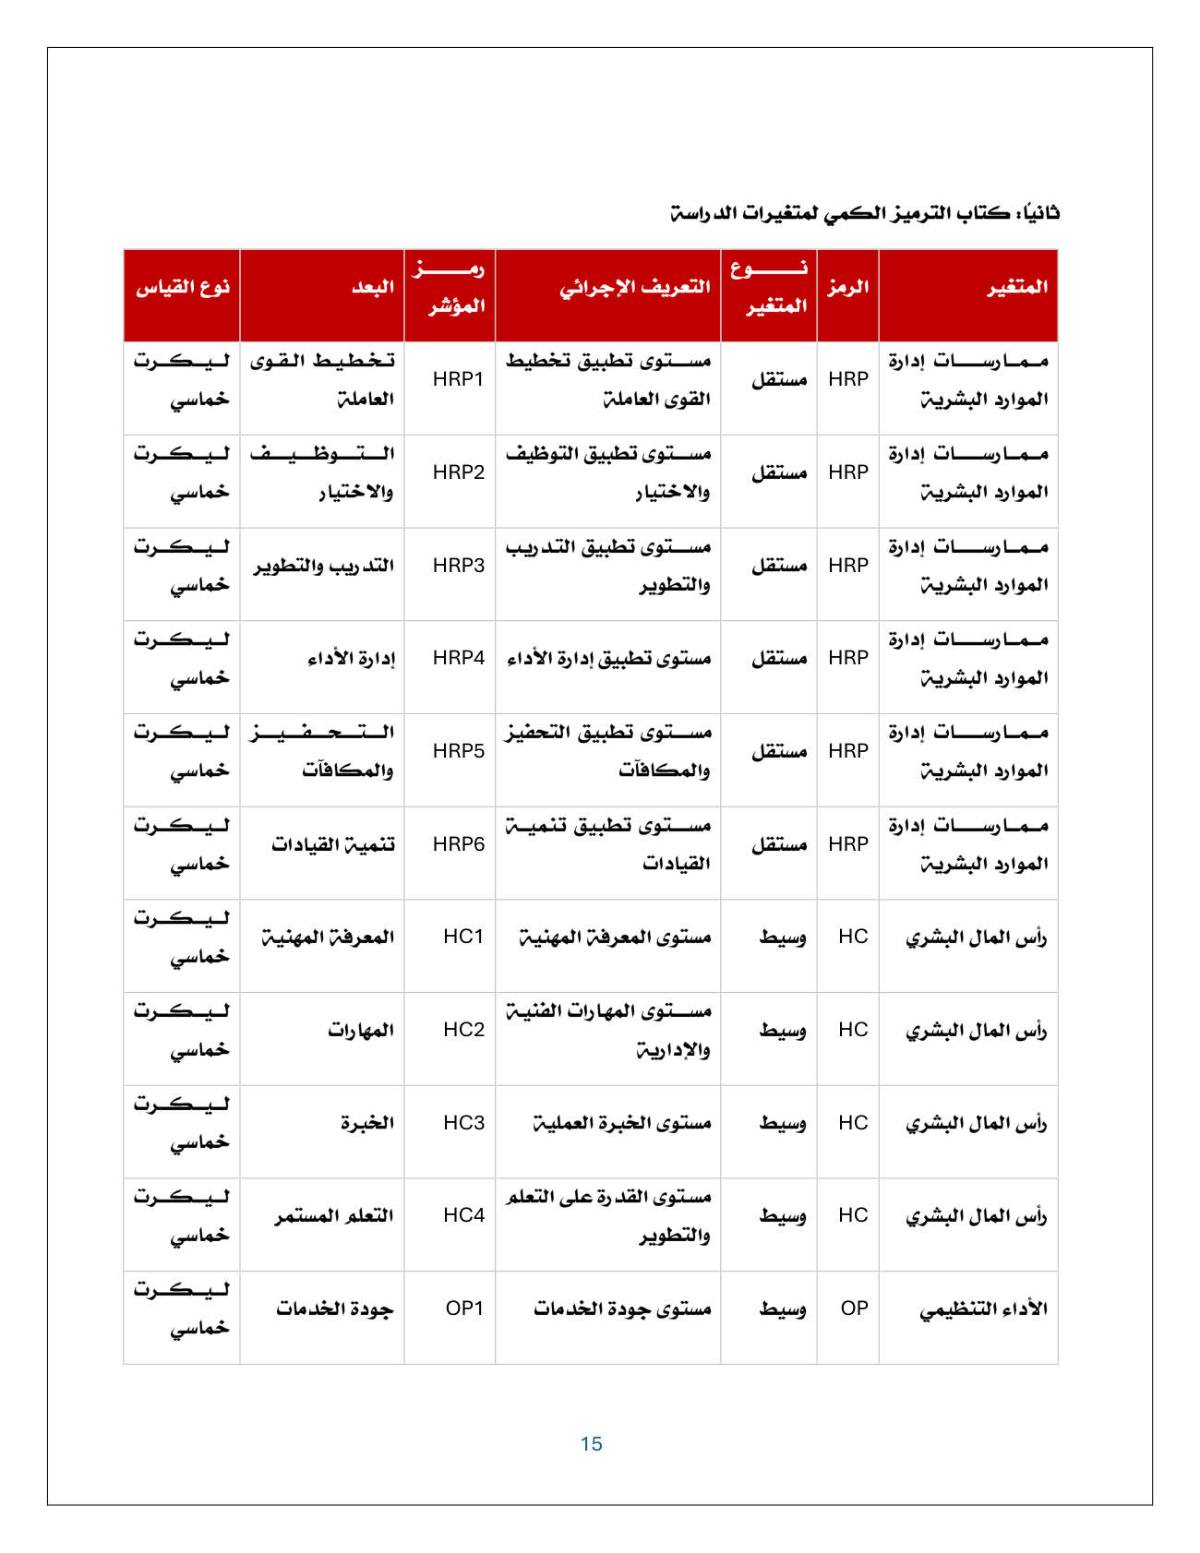 ثانيًا: كتاب الترميز الكمي لمتغيرات الدراسة
المتغير الرمز نوع المتغير التعريف الإجرائي رمز المؤشر البعد نوع القياس
ممارسات إدارة الموارد البشرية HRP مستقل مستوى تطبيق تخطيط القوى العاملة HRP1 تخطيط القوى العاملة ليكرت خماسي
ممارسات إدارة الموارد البشرية HRP مستقل مستوى تطبيق التوظيف والاختيار HRP2 التوظيف والاختيار ليكرت خماسي
ممارسات إدارة الموارد البشرية HRP مستقل مستوى تطبيق التدريب والتطوير HRP3 التدريب والتطوير ليكرت خماسي
ممارسات إدارة الموارد البشرية HRP مستقل مستوى تطبيق إدارة الأداء HRP4 إدارة الأداء ليكرت خماسي
ممارسات إدارة الموارد البشرية HRP مستقل مستوى تطبيق التحفيز والمكافآت HRP5 التحفيز والمكافآت ليكرت خماسي
ممارسات إدارة الموارد البشرية HRP مستقل مستوى تطبيق تنمية القيادات HRP6 تنمية القيادات ليكرت خماسي
رأس المال البشري HC وسيط مستوى المعرفة المهنية HC1 المعرفة المهنية ليكرت خماسي
رأس المال البشري HC وسيط مستوى المهارات الفنية والإدارية HC2 المهارات ليكرت خماسي
رأس المال البشري HC وسيط مستوى الخبرة العملية HC3 الخبرة ليكرت خماسي
رأس المال البشري HC وسيط مستوى القدرة على التعلم والتطوير HC4 التعلم المستمر ليكرت خماسي
الأداء التنظيمي OP وسيط مستوى جودة الخدمات OP1 جودة الخدمات ليكرت خماسي
15